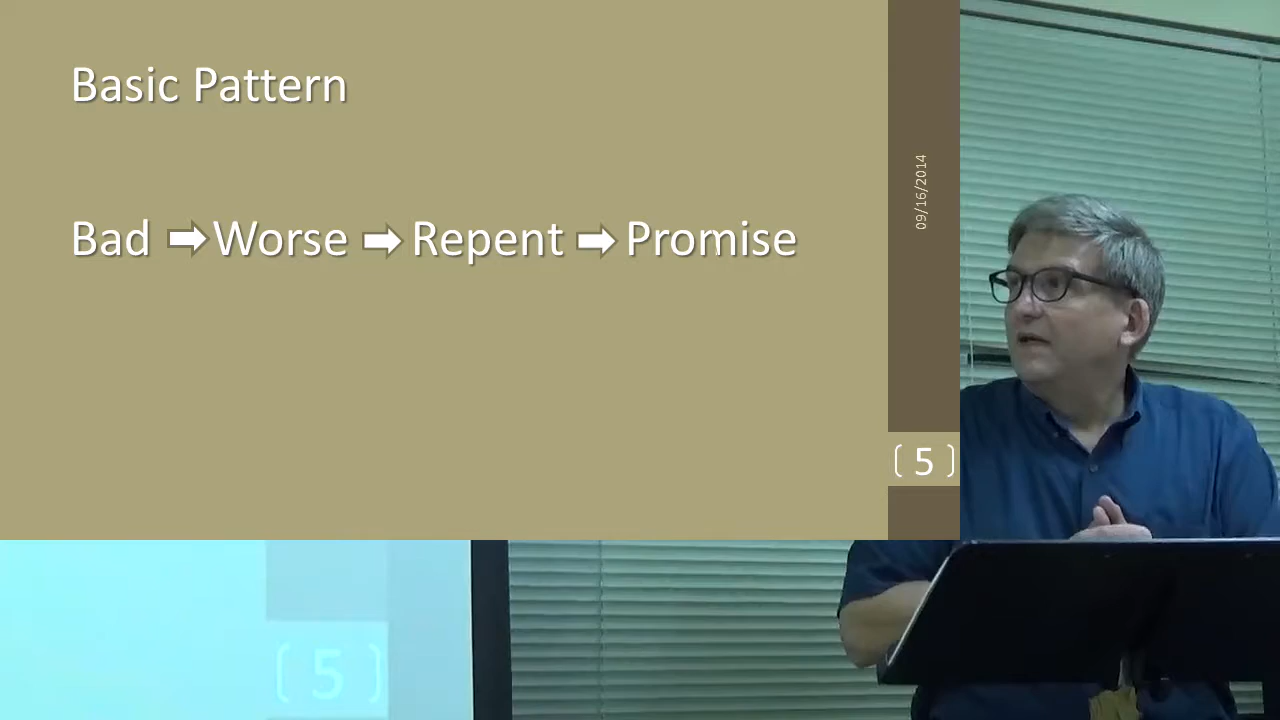 Basic Pattern
Bad ➡ Worse ➡ Repent ➡ Promise
09/16/2014
[ 5 ]
[ 5 ]